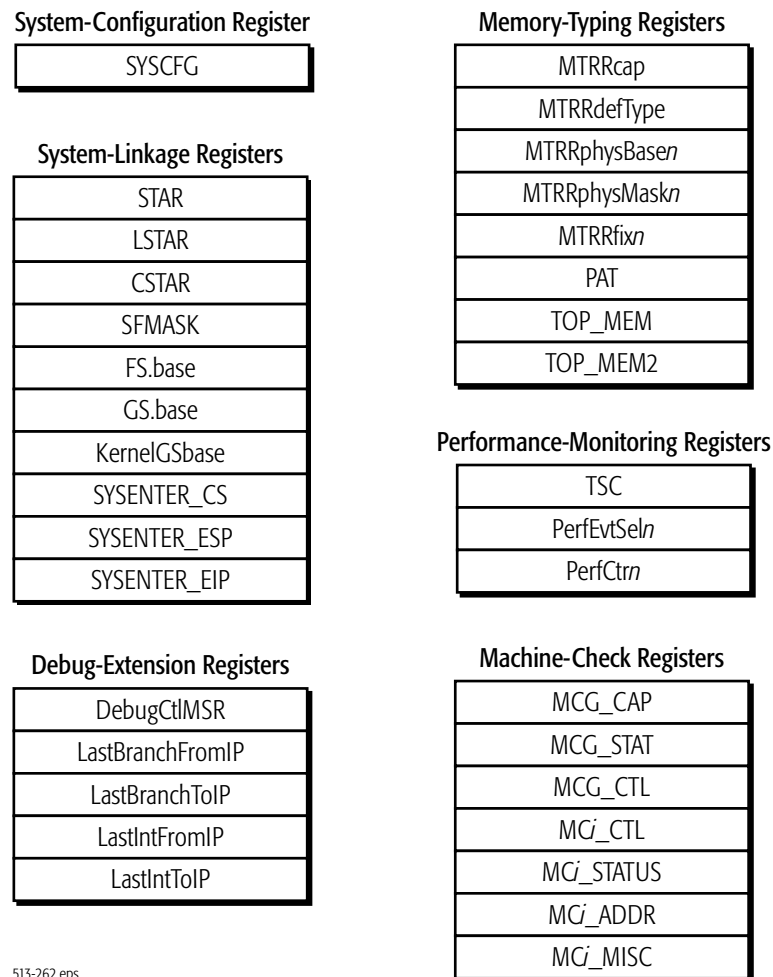 System-Configuration Register
SYSCFG
System-Linkage Registers
STAR
LSTAR
CSTAR
SFMASK
FS.base
GS.base
KernelGSbase
SYSENTER_CS
SYSENTER_ESP
SYSENTER_EIP
Debug-Extension Registers
DebugCtlMSR
LastBranchFromIP
LastBranchToIP
LastIntFromIP
LastIntToIP
513-262.eps
Memory-Typing Registers
MTRRcap
MTRRdefType
MTRRphysBasen
MTRRphysMaskn
MTRRfixn
PAT
TOP_MEM
TOP_MEM2
Performance-Monitoring Registers
TSC
PerfEvtSeln
PerfCtrn
Machine-Check Registers
MCG_CAP
MCG_STAT
MCG_CTL
MCi_CTL
MCi_STATUS
MCi_ADDR
MCi_MISC